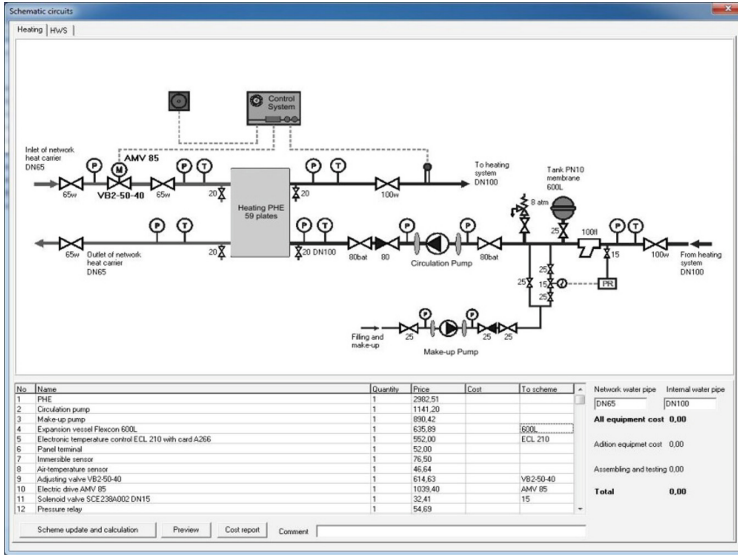 Schematic circuits
Heating HWS
Control
System
Inlet of network
heat carrier
DN65
AMV 85
P M P T P T
To heating
system
DN100
Tank PN10
membrane
600L
65w VB2-50-40 65w 20 20 100w
8 atm
Heating PHE
59 plates
25 100ft
P T P T P P P T
65w Outlet of network
heat carrier
DN65
20 20 DN100 80bat 80 Circulation Pump 80bat
15 100w From heating
system
DN100
25
25 15 PR
25
Filling and
make-up
P P
25 25 25
Make-up Pump
No Name Quantity Price Cost To scheme
1 PHE 1 2982,51
2 Circulation pump 1 1141,20
3 Make-up pump 1 890,42
4 Expansion vessel Flexcon 600L 1 635,89 600L
5 Electronic temperature control ECL 210 with card A266 1 552,00 ECL 210
6 Panel terminal 1 52,00
7 Immersible sensor 1 76,50
8 Air-temperature sensor 1 46,64
9 Adjusting valve VB2-50-40 1 614,63 VB2-50-40
10 Electric drive AMV 85 1 1039,40 AMV 85
11 Solenoid valve SCE238A002 DN15 1 32,41 15
12 Pressure relay 1 54,69
Network water pipe Internal water pipe
DN65 DN100
All equipment cost 0,00
Adition equipmet cost 0,00
Assembling and testing 0,00
Total 0,00
Scheme update and calculation Preview Cost report Comment